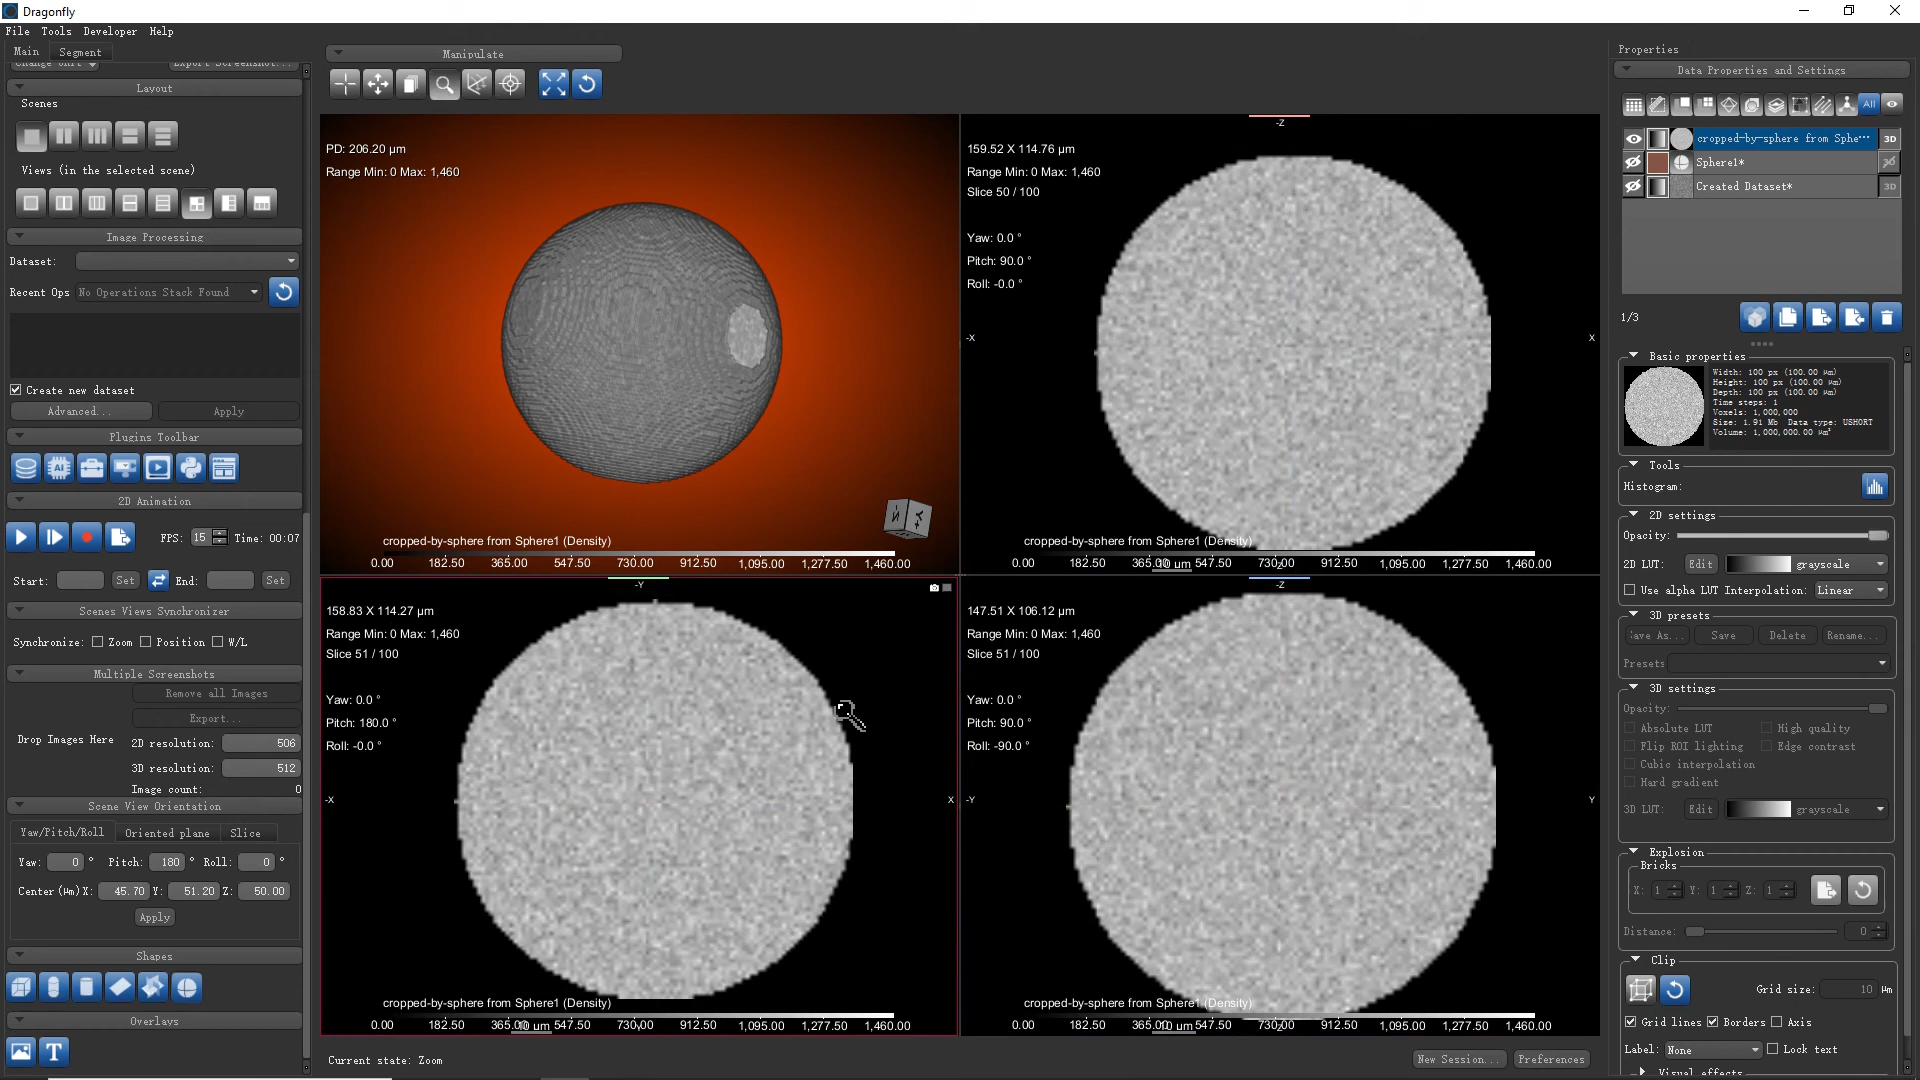 Dragonfly
File Tools Developer Help
Main Segment
Export Screenshot...
Layout
Scenes
Views (in the selected scene)
Image Processing
Dataset:
Recent Ops No Operations Stack Found
Create new dataset
Advanced... Apply
Plugins Toolbar
AI
2D Animation
FPS: 15 Time: 00:07
Start: Set End: Set
Scenes Views Synchronizer
Synchronize: Zoom Position W/L
Multiple Screenshots
Remove all Images
Export...
Drop Images Here
2D resolution: 506
3D resolution: 512
Image count: 0
Scene View Orientation
Yaw/Pitch/Roll Oriented plane Slice
Yaw: 0 ° Pitch: 180 ° Roll: 0 °
Center (µm)X: 45.70 Y: 51.20 Z: 50.00
Apply
Shapes
Overlays
T
Manipulate
PD: 206.20 µm
Range Min: 0 Max: 1,460
cropped-by-sphere from Sphere1 (Density)
0.00 182.50 365.00 547.50 730.00 912.50 1,095.00 1,277.50 1,460.00
-Z
159.52 X 114.76 µm
Range Min: 0 Max: 1,460
Slice 50 / 100
Yaw: 0.0 °
Pitch: 90.0 °
Roll: -0.0 °
-X X
cropped-by-sphere from Sphere1 (Density)
0.00 182.50 365.00 547.50 730.00 912.50 1,095.00 1,277.50 1,460.00
10 um
-Y
158.83 X 114.27 µm
Range Min: 0 Max: 1,460
Slice 51 / 100
Yaw: 0.0 °
Pitch: 180.0 °
Roll: -0.0 °
-X X
cropped-by-sphere from Sphere1 (Density)
0.00 182.50 365.00 547.50 730.00 912.50 1,095.00 1,277.50 1,460.00
10 um
-Z
147.51 X 106.12 µm
Range Min: 0 Max: 1,460
Slice 51 / 100
Yaw: 0.0 °
Pitch: 90.0 °
Roll: -90.0 °
-Y Y
cropped-by-sphere from Sphere1 (Density)
0.00 182.50 365.00 547.50 730.00 912.50 1,095.00 1,277.50 1,460.00
10 um
Current state: Zoom
New Session... Preferences
Properties
Data Properties and Settings
All
cropped-by-sphere from Sphe··· 3D
Sphere1*
Created Dataset* 3D
1/3
Basic properties
Width: 100 px (100.00 µm)
Height: 100 px (100.00 µm)
Depth: 100 px (100.00 µm)
Time steps: 1
Voxels: 1,000,000
Size: 1.91 Mb Data type: USHORT
Volume: 1,000,000.00 µm³
Tools
Histogram:
2D settings
Opacity:
2D LUT: Edit grayscale
Use alpha LUT Interpolation: Linear
3D presets
Save As... Save Delete Rename...
Presets
3D settings
Opacity:
Absolute LUT High quality
Flip ROI lighting Edge contrast
Cubic interpolation
Hard gradient
3D LUT: Edit grayscale
Explosion
Bricks
X: 1 Y: 1 Z: 1
Distance: 0
Clip
Grid size: 10 µm
Grid lines Borders Axis
Label: None Lock text
Visual effects